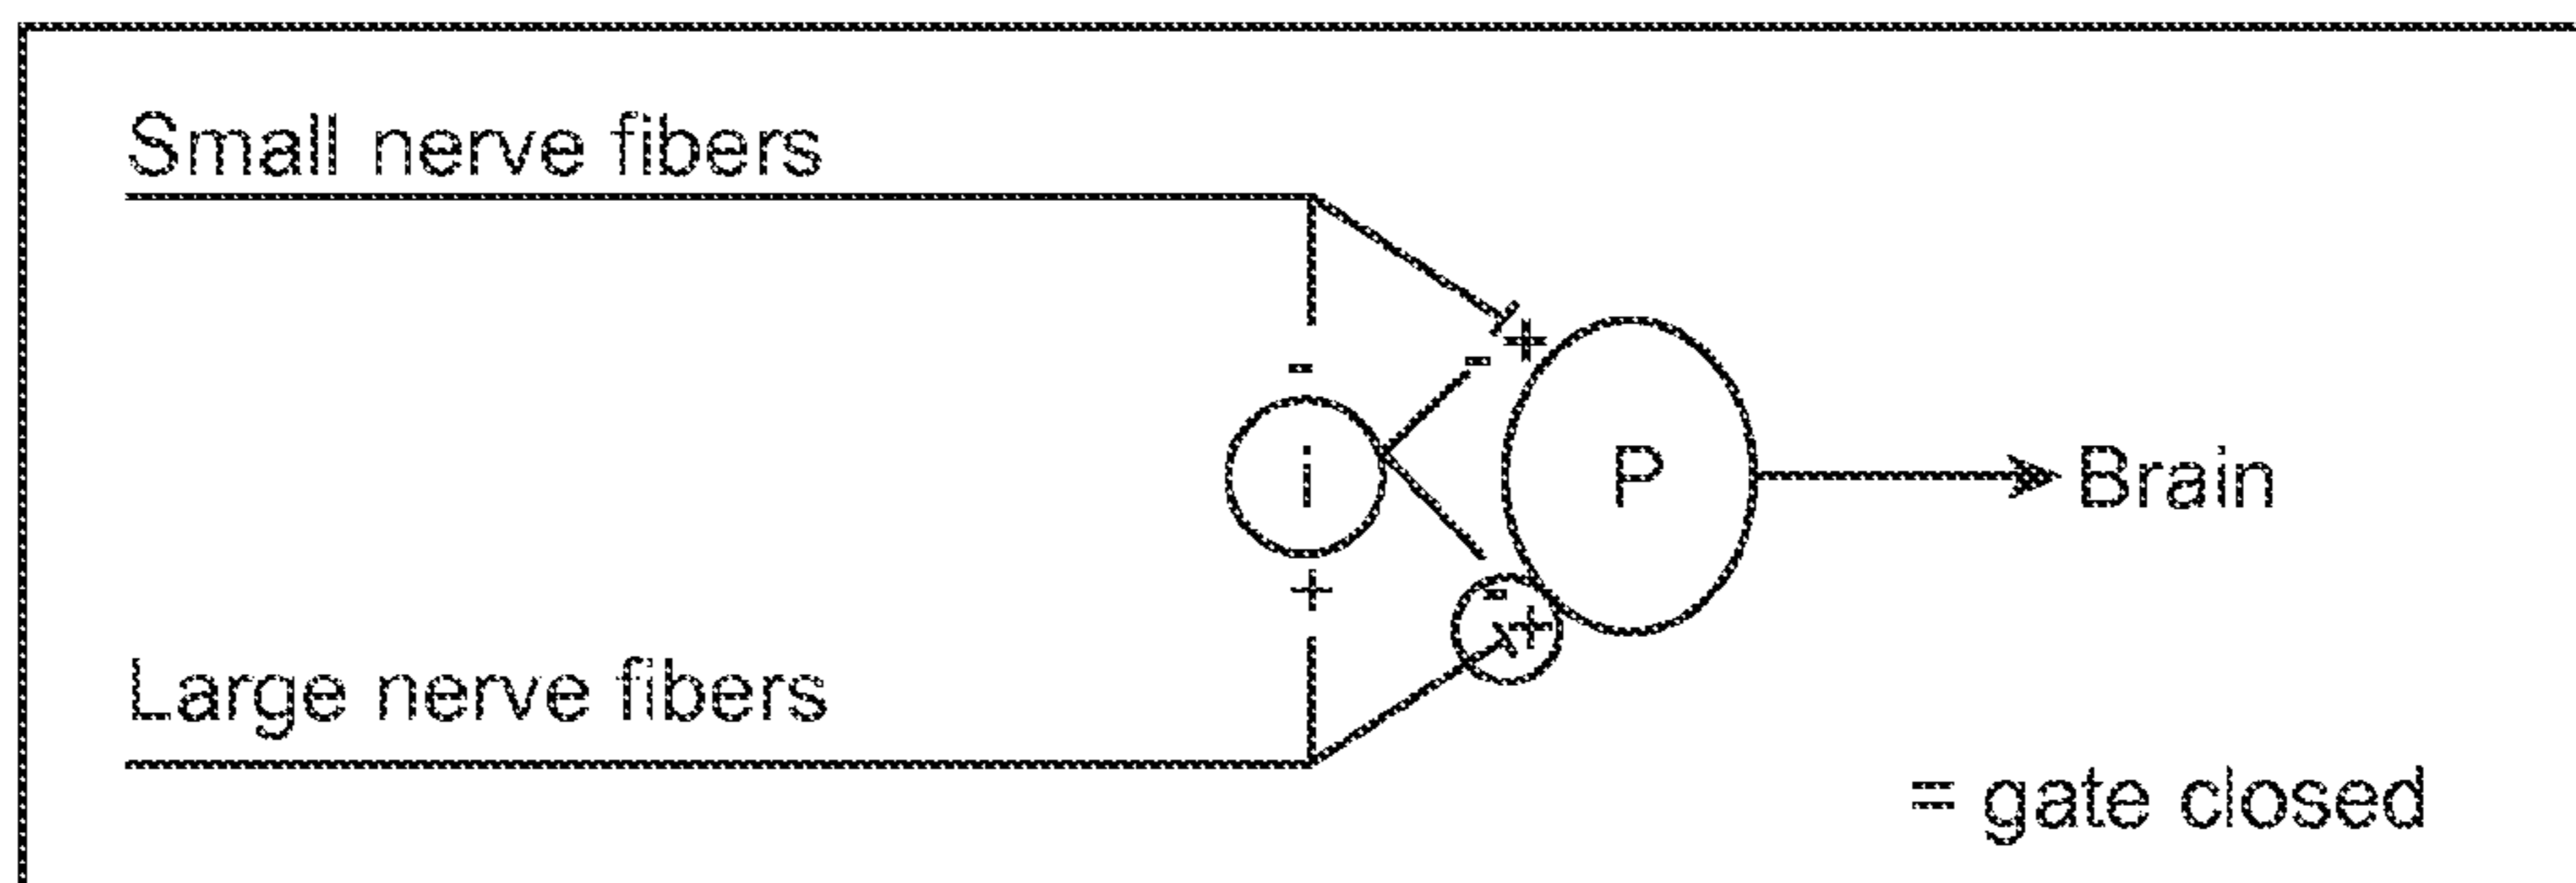 Small nerve fibers
+
-
-
i
P
Brain
+
-
+
Large nerve fibers
= gate closed